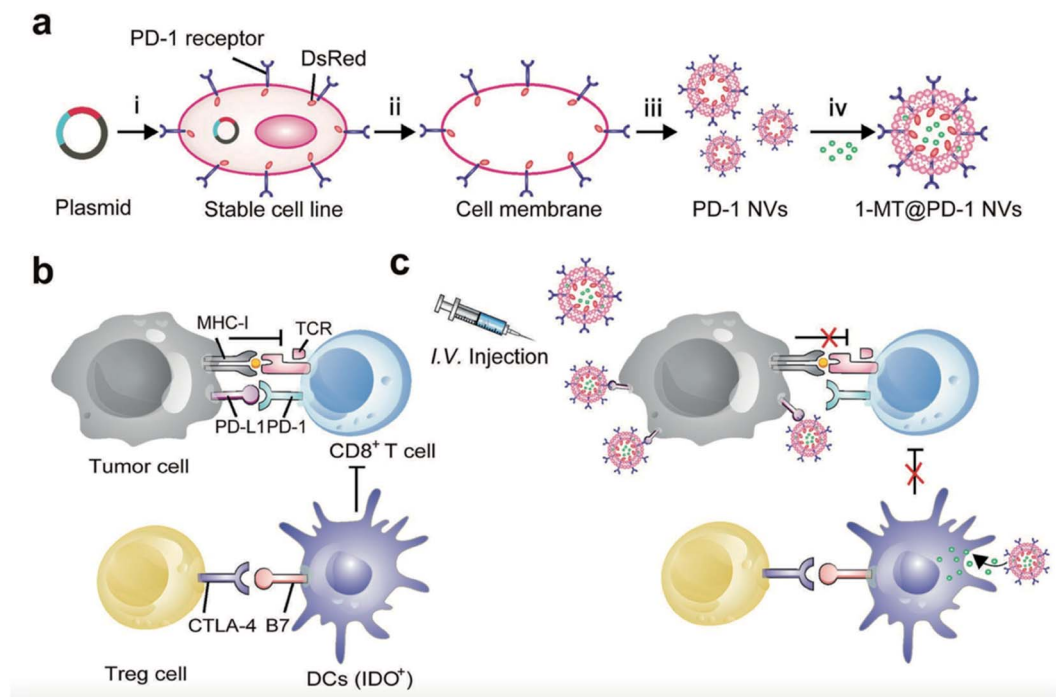 a
PD-1 receptor
DsRed
i
ii
iii
iv
Plasmid
Stable cell line
Cell membrane
PD-1 NVs
1-MT@PD-1 NVs
b
MHC-I
TCR
PD-L1
PD-1
Tumor cell
CD8⁺ T cell
CTLA-4
B7
Treg cell
DCs (IDO⁺)
c
I.V. Injection